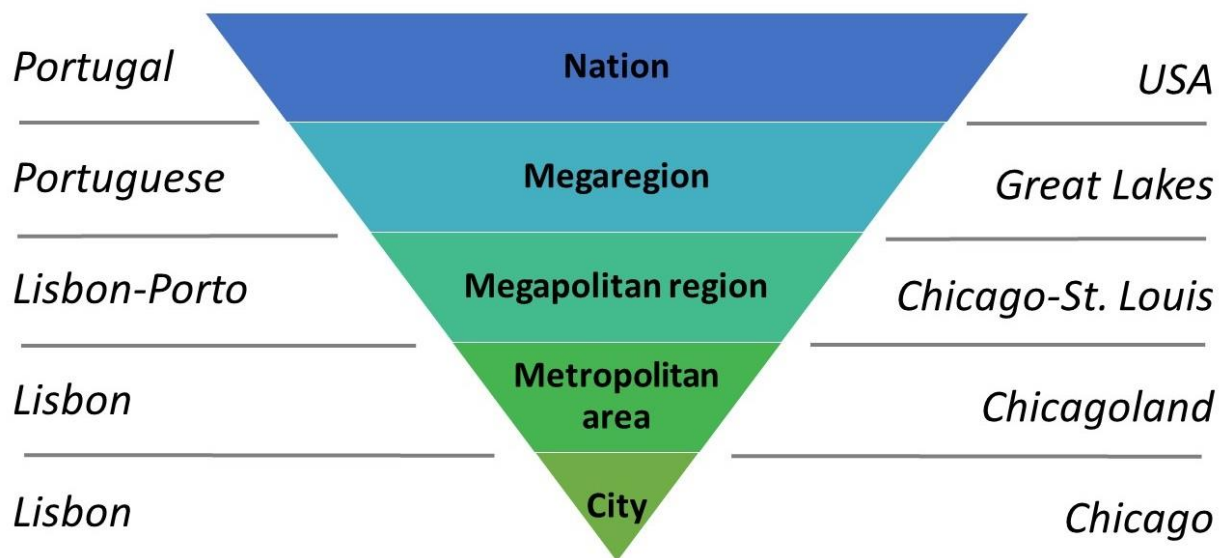 Portugal
Nation
USA
Portuguese
Megaregion
Great Lakes
Lisbon-Porto
Megapolitan region
Chicago-St. Louis
Lisbon
Metropolitan
area
Chicagoland
Lisbon
City
Chicago